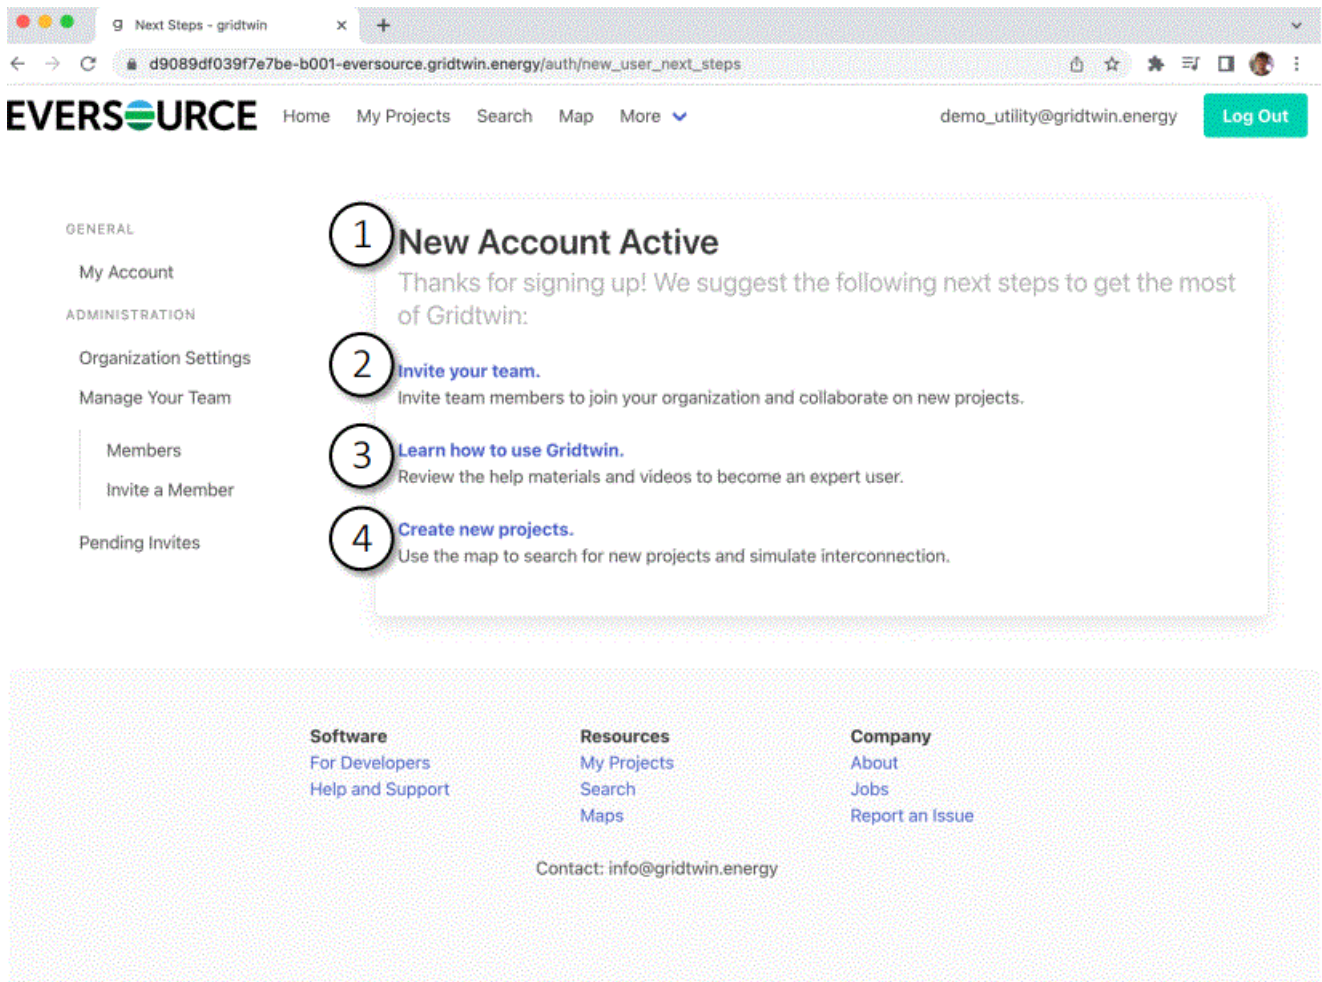 g Next Steps - gridtwin
d9089df039f7e7be-b001-eversource.gridtwin.energy/auth/new_user_next_steps
EVERSOURCE Home My Projects Search Map More demo_utility@gridtwin.energy Log Out
GENERAL
My Account
ADMINISTRATION
Organization Settings
Manage Your Team
Members
Invite a Member
Pending Invites
1 New Account Active
Thanks for signing up! We suggest the following next steps to get the most
of Gridtwin:
2 Invite your team.
Invite team members to join your organization and collaborate on new projects.
3 Learn how to use Gridtwin.
Review the help materials and videos to become an expert user.
4 Create new projects.
Use the map to search for new projects and simulate interconnection.
Software
For Developers
Help and Support
Resources
My Projects
Search
Maps
Company
About
Jobs
Report an Issue
Contact: info@gridtwin.energy